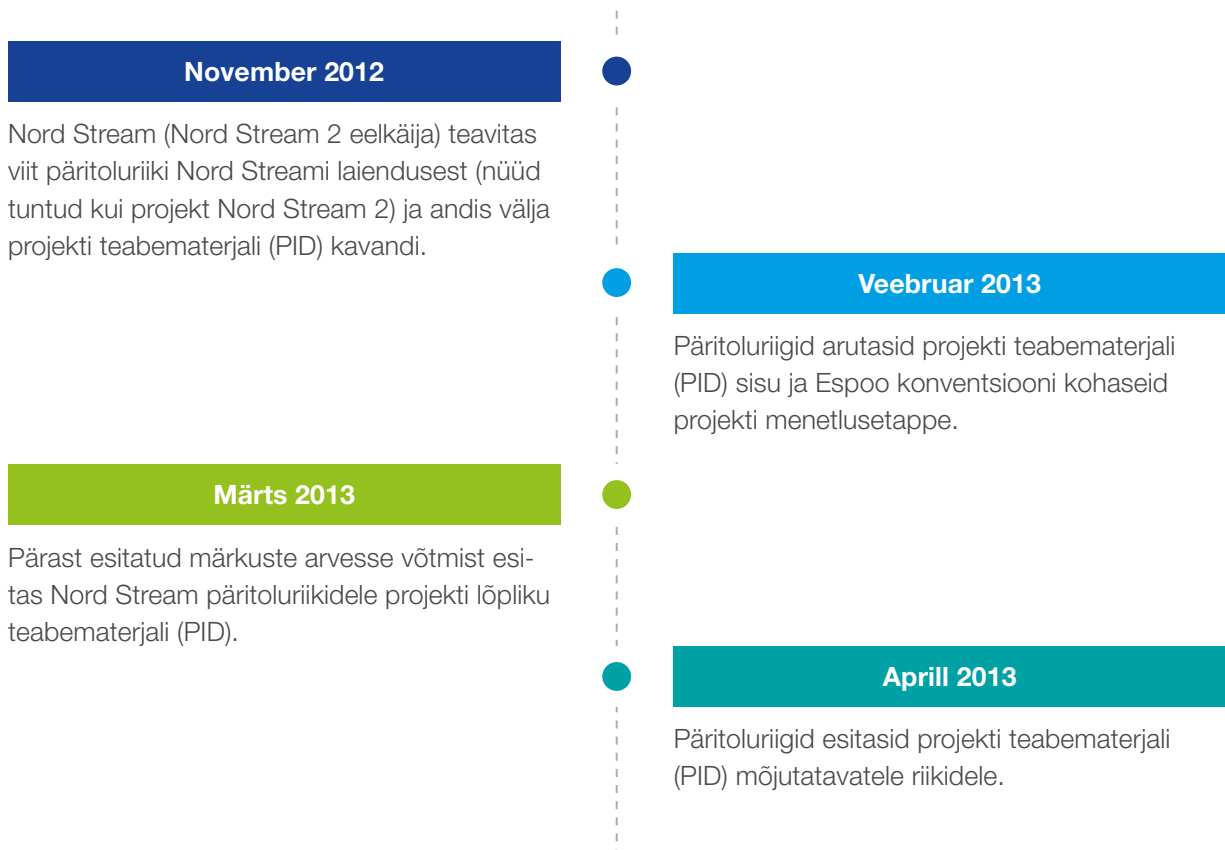 November 2012
Nord Stream (Nord Stream 2 eelkäija) teavitas
viit päritoluriiki Nord Streami laiendusest (nüüd
tuntud kui projekt Nord Stream 2) ja andis välja
projekti teabematerjali (PID) kavandi.
Veebruar 2013
Päritoluriigid arutasid projekti teabematerjali
(PID) sisu ja Espoo konventsiooni kohaseid
projekti menetlusetappe.
Märts 2013
Pärast esitatud märkuste arvesse võtmist esi-
tas Nord Stream päritoluriikidele projekti lõpliku
teabematerjali (PID).
Aprill 2013
Päritoluriigid esitasid projekti teabematerjali
(PID) mõjutatavatele riikidele.